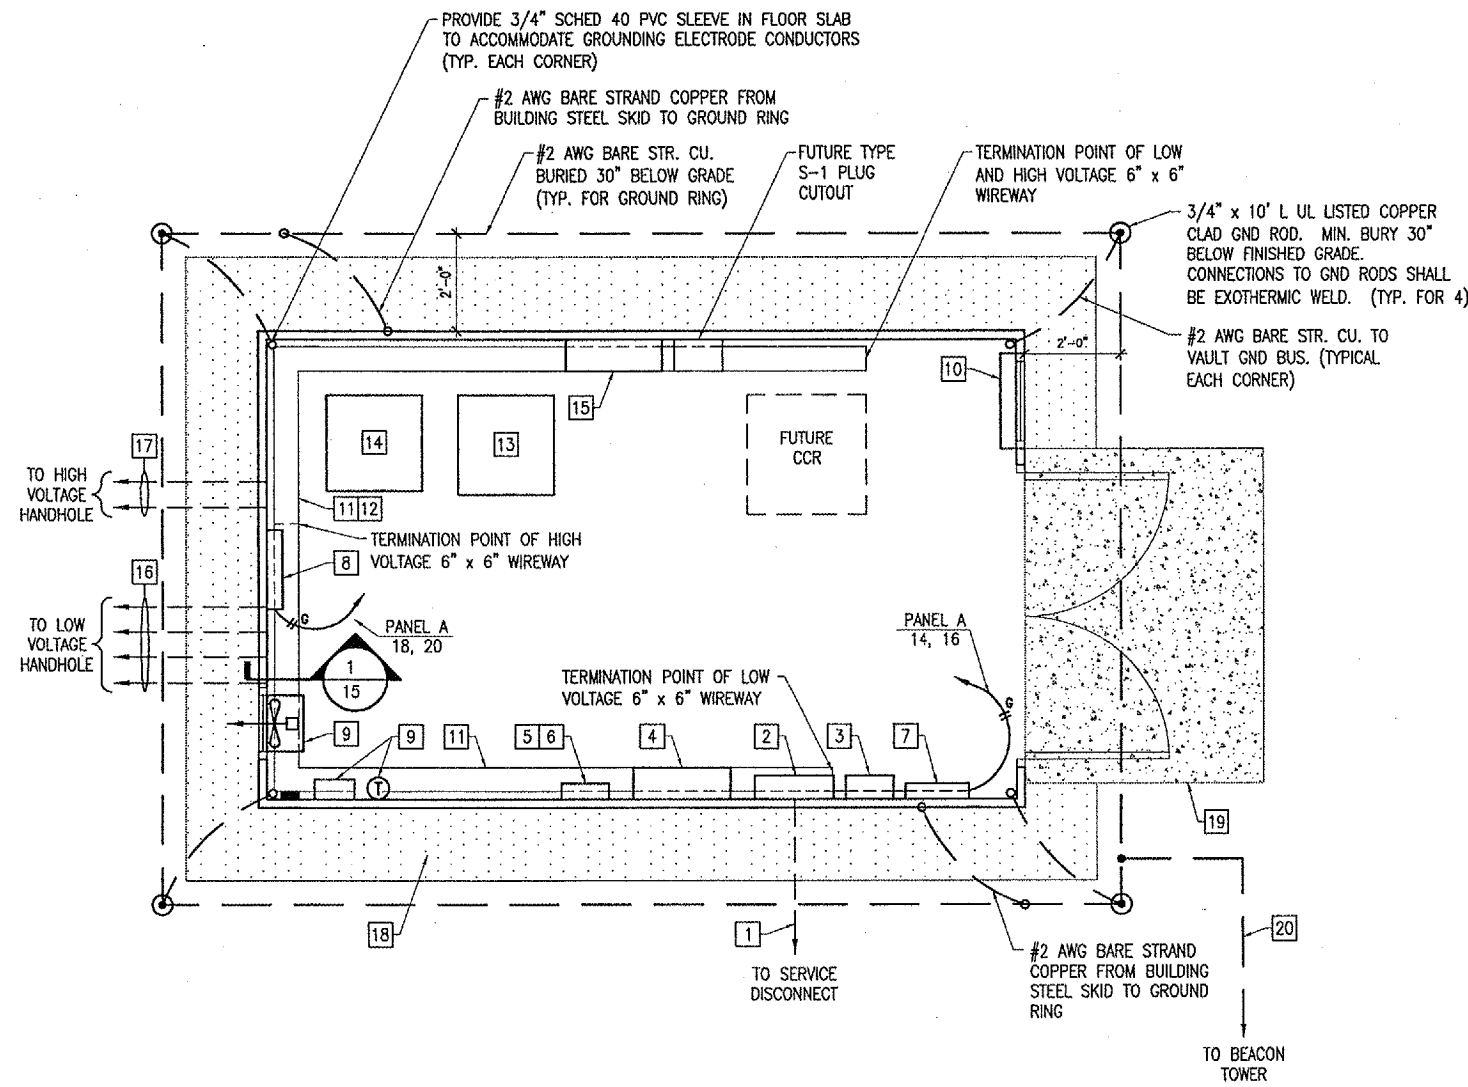 PROVIDE 3/4" SCHED 40 PVC SLEEVE IN FLOOR SLAB
TO ACCOMMODATE GROUNDING ELECTRODE CONDUCTORS
(TYP. EACH CORNER)
#2 AWG BARE STRAND COPPER FROM
BUILDING STEEL SKID TO GROUND RING
#2 AWG BARE STR. CU.
BURIED 30" BELOW GRADE
(TYP. FOR GROUND RING)
FUTURE TYPE
S-1 PLUG
CUTOUT
TERMINATION POINT OF LOW
AND HIGH VOLTAGE 6" x 6"
WIREWAY
3/4" x 10' L UL LISTED COPPER
CLAD GND ROD. MIN. BURY 30"
BELOW FINISHED GRADE.
CONNECTIONS TO GND RODS SHALL
BE EXOTHERMIC WELD. (TYP. FOR 4)
#2 AWG BARE STR. CU. TO
VAULT GND BUS. (TYPICAL
EACH CORNER)
2'-0"
2'-0"
10
15
14
13
FUTURE
CCR
17
TO HIGH
VOLTAGE
HANDHOLE
11 12
TERMINATION POINT OF HIGH
VOLTAGE 6" x 6" WIREWAY
8
16
TO LOW
VOLTAGE
HANDHOLE
G
PANEL A
18, 20
1
15
PANEL A
14, 16
G
TERMINATION POINT OF LOW
VOLTAGE 6" x 6" WIREWAY
9
9
11
5 6
4
2
3
7
T
19
18
1
TO SERVICE
DISCONNECT
20
#2 AWG BARE STRAND
COPPER FROM BUILDING
STEEL SKID TO GROUND
RING
TO BEACON
TOWER